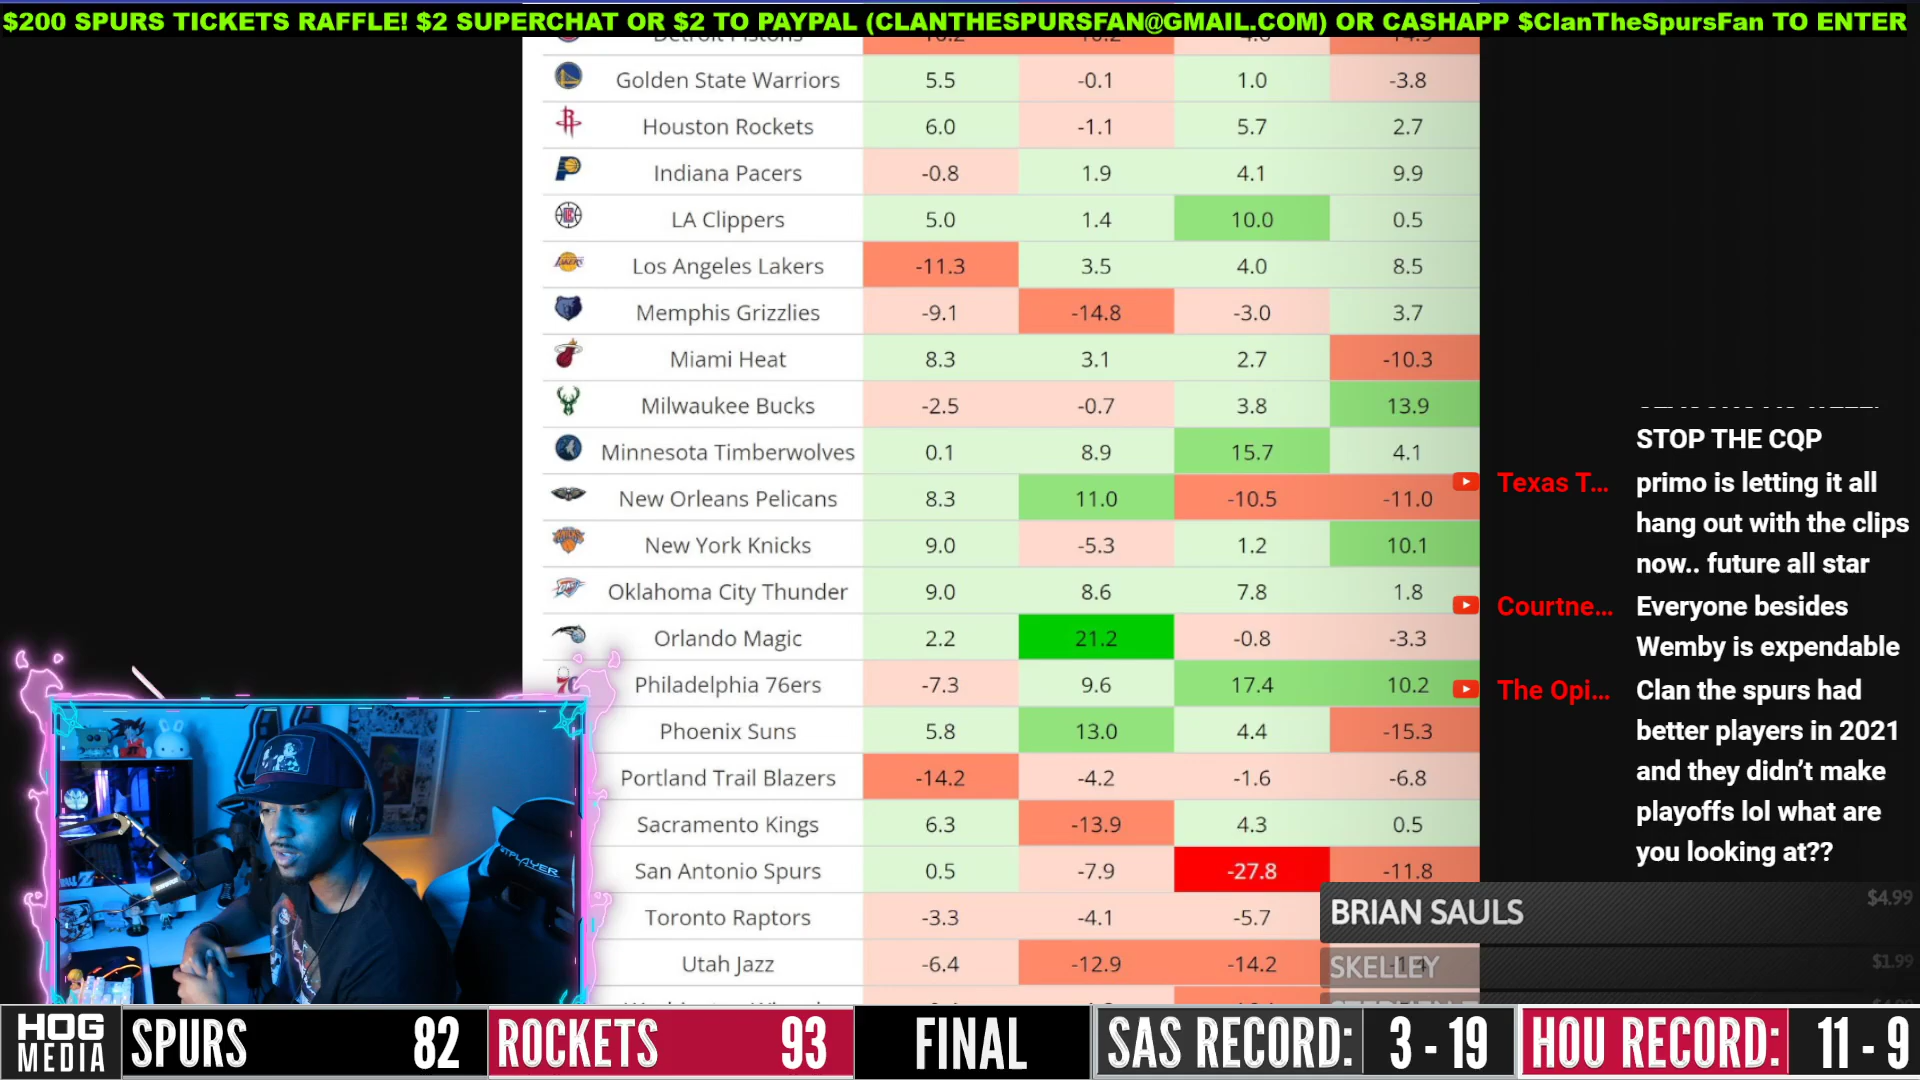 $200 SPURS TICKETS RAFFLE! $2 SUPERCHAT OR $2 TO PAYPAL (CLANTHESPURSFAN@GMAIL.COM) OR CASHAPP $ClanTheSpursFan TO ENTER
Detroit Pistons
Golden State Warriors 5.5 -0.1 1.0 -3.8
Houston Rockets 6.0 -1.1 5.7 2.7
Indiana Pacers -0.8 1.9 4.1 9.9
LA Clippers 5.0 1.4 10.0 0.5
Los Angeles Lakers -11.3 3.5 4.0 8.5
Memphis Grizzlies -9.1 -14.8 -3.0 3.7
Miami Heat 8.3 3.1 2.7 -10.3
Milwaukee Bucks -2.5 -0.7 3.8 13.9
Minnesota Timberwolves 0.1 8.9 15.7 4.1
New Orleans Pelicans 8.3 11.0 -10.5 -11.0
New York Knicks 9.0 -5.3 1.2 10.1
Oklahoma City Thunder 9.0 8.6 7.8 1.8
Orlando Magic 2.2 21.2 -0.8 -3.3
Philadelphia 76ers -7.3 9.6 17.4 10.2
Phoenix Suns 5.8 13.0 4.4 -15.3
Portland Trail Blazers -14.2 -4.2 -1.6 -6.8
Sacramento Kings 6.3 -13.9 4.3 0.5
San Antonio Spurs 0.5 -7.9 -27.8 -11.8
Toronto Raptors -3.3 -4.1 -5.7
Utah Jazz -6.4 -12.9 -14.2
STOP THE CQP
Texas T... primo is letting it all
hang out with the clips
now.. future all star
Courtne... Everyone besides
Wemby is expendable
The Opi... Clan the spurs had
better players in 2021
and they didn't make
playoffs lol what are
you looking at??
BRIAN SAULS $4.99
SKELLEY $1.99
HOG
MEDIA
SPURS 82 ROCKETS 93 FINAL SAS RECORD: 3 - 19 HOU RECORD: 11 - 9